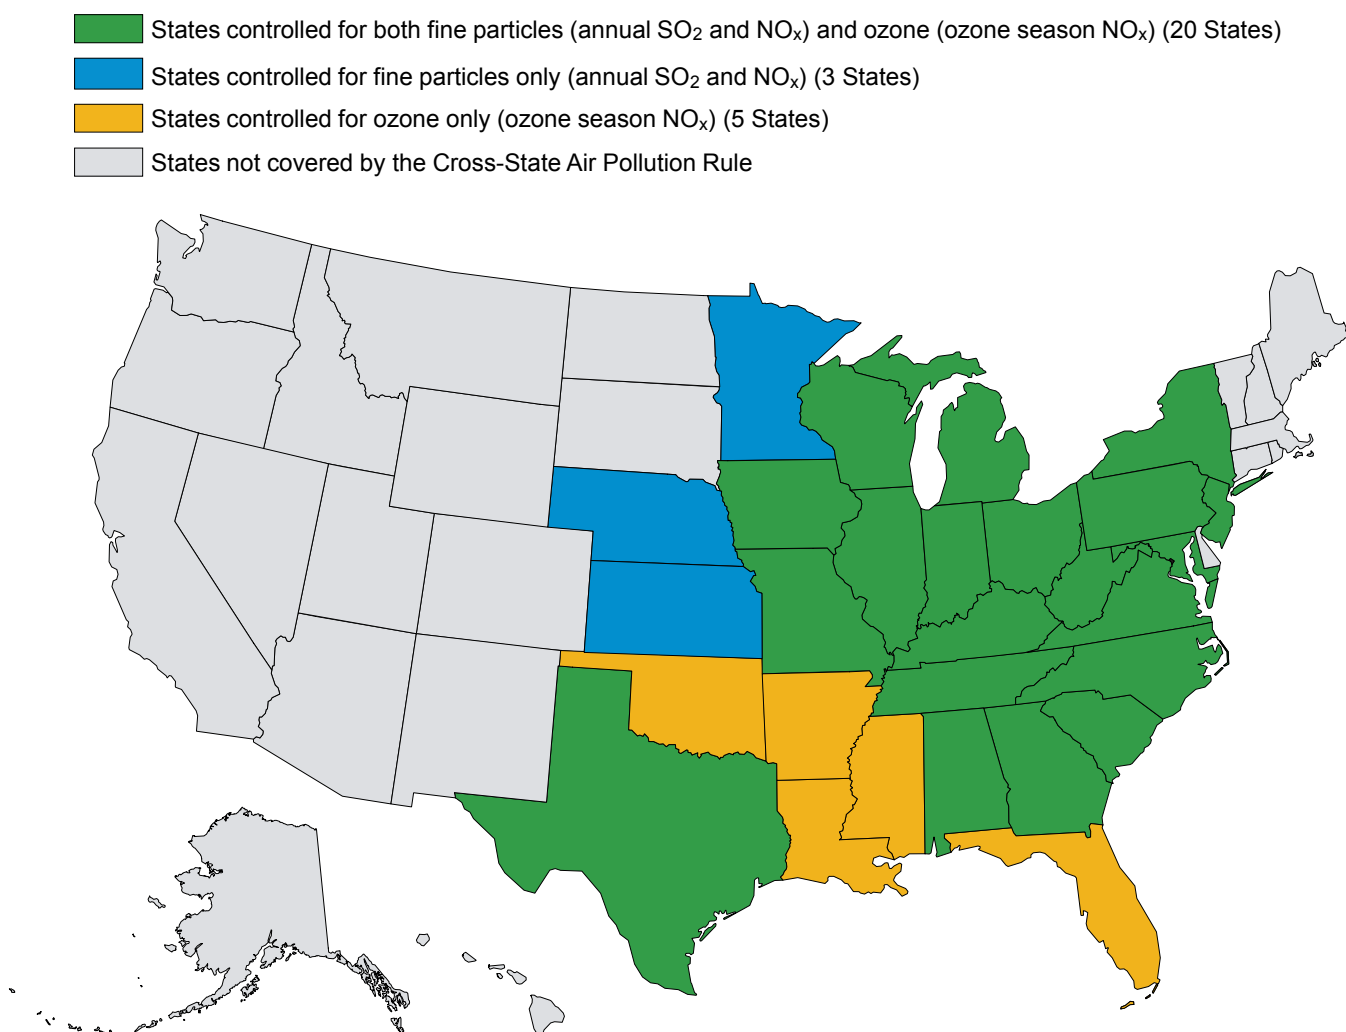 States controlled for both fine particles (annual SO₂ and NOₓ) and ozone (ozone season NOₓ) (20 States)
States controlled for fine particles only (annual SO₂ and NOₓ) (3 States)
States controlled for ozone only (ozone season NOₓ) (5 States)
States not covered by the Cross-State Air Pollution Rule